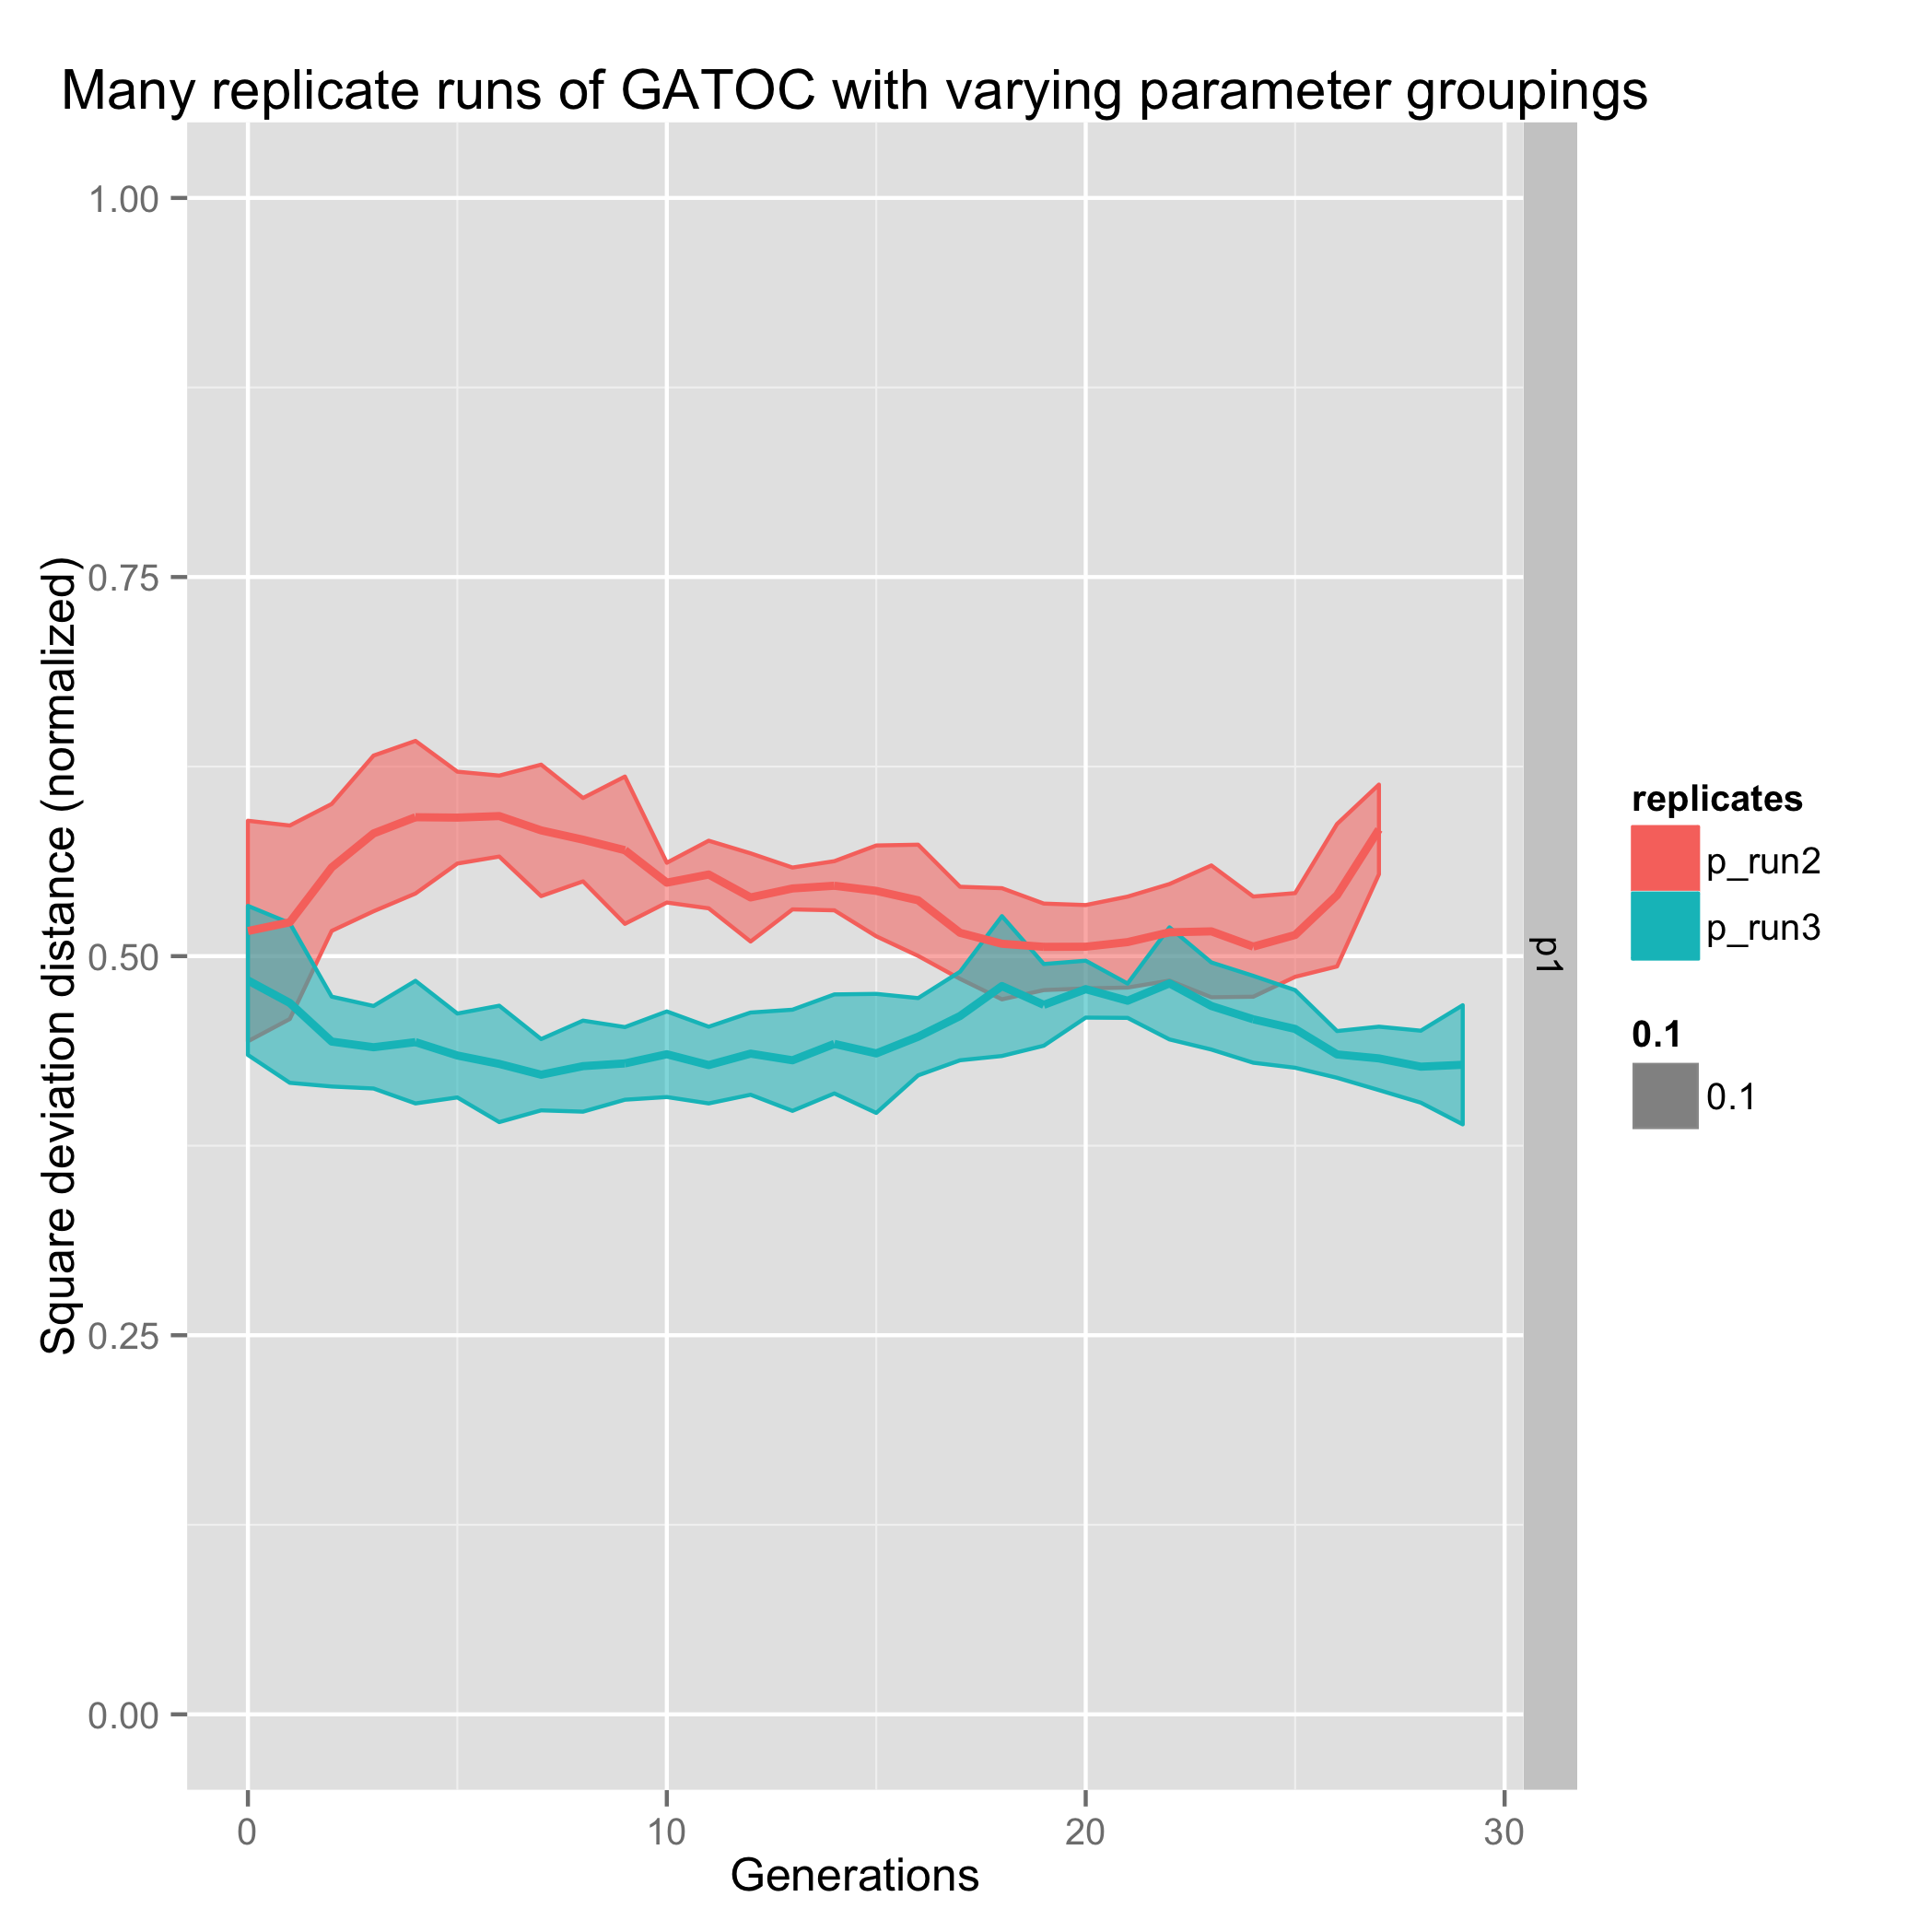 Many replicate runs of GATOC with varying parameter groupings
Square deviation distance (normalized)
1.00
0.75
0.50
0.25
0.00
0
10
20
30
Generations
p1
replicates
p_run2
p_run3
0.1
0.1